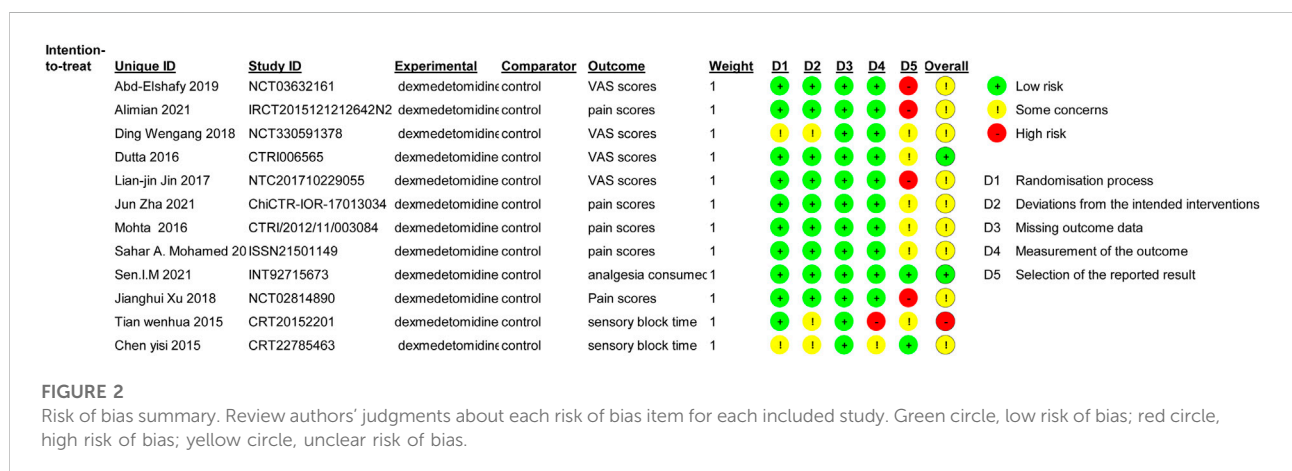 Intention-
to-treat Unique ID Study ID Experimental Comparator Outcome Weight D1 D2 D3 D4 D5 Overall
Abd-Elshafy 2019 NCT03632161 dexmedetomidine control VAS scores 1 + + + + - ! + Low risk
Alimian 2021 IRCT2015121212642N2 dexmedetomidine control pain scores 1 + + + + - ! ! Some concerns
Ding Wengang 2018 NCT330591378 dexmedetomidine control VAS scores 1 ! ! + + ! ! - High risk
Dutta 2016 CTRI006565 dexmedetomidine control VAS scores 1 + + + + ! +
Lian-jin Jin 2017 NTC201710229055 dexmedetomidine control VAS scores 1 + + + + - ! D1 Randomisation process
Jun Zha 2021 ChiCTR-IOR-17013034 dexmedetomidine control pain scores 1 + + + + ! ! D2 Deviations from the intended interventions
Mohta 2016 CTRI/2012/11/003084 dexmedetomidine control pain scores 1 + + + + ! ! D3 Missing outcome data
Sahar A. Mohamed 20 ISSN21501149 dexmedetomidine control pain scores 1 + + + + ! ! D4 Measurement of the outcome
Sen.I.M 2021 INT92715673 dexmedetomidine control analgesia consumec 1 + + + + + + D5 Selection of the reported result
Jianghui Xu 2018 NCT02814890 dexmedetomidine control Pain scores 1 + + + + - !
Tian wenhua 2015 CRT20152201 dexmedetomidine control sensory block time 1 + ! + - ! -
Chen yisi 2015 CRT22785463 dexmedetomidine control sensory block time 1 ! ! + ! + !
FIGURE 2
Risk of bias summary. Review authors' judgments about each risk of bias item for each included study. Green circle, low risk of bias; red circle,
high risk of bias; yellow circle, unclear risk of bias.